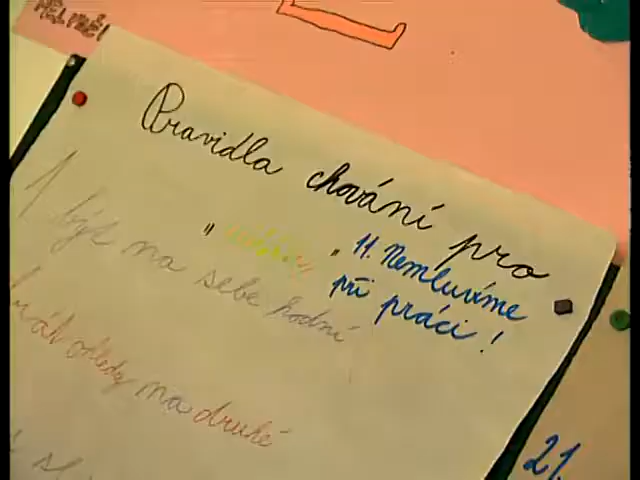 Pravidla chování pro
11. Nemluvíme
při práci!
1 být na sebe hodní
brát ohledy na druhé
21.